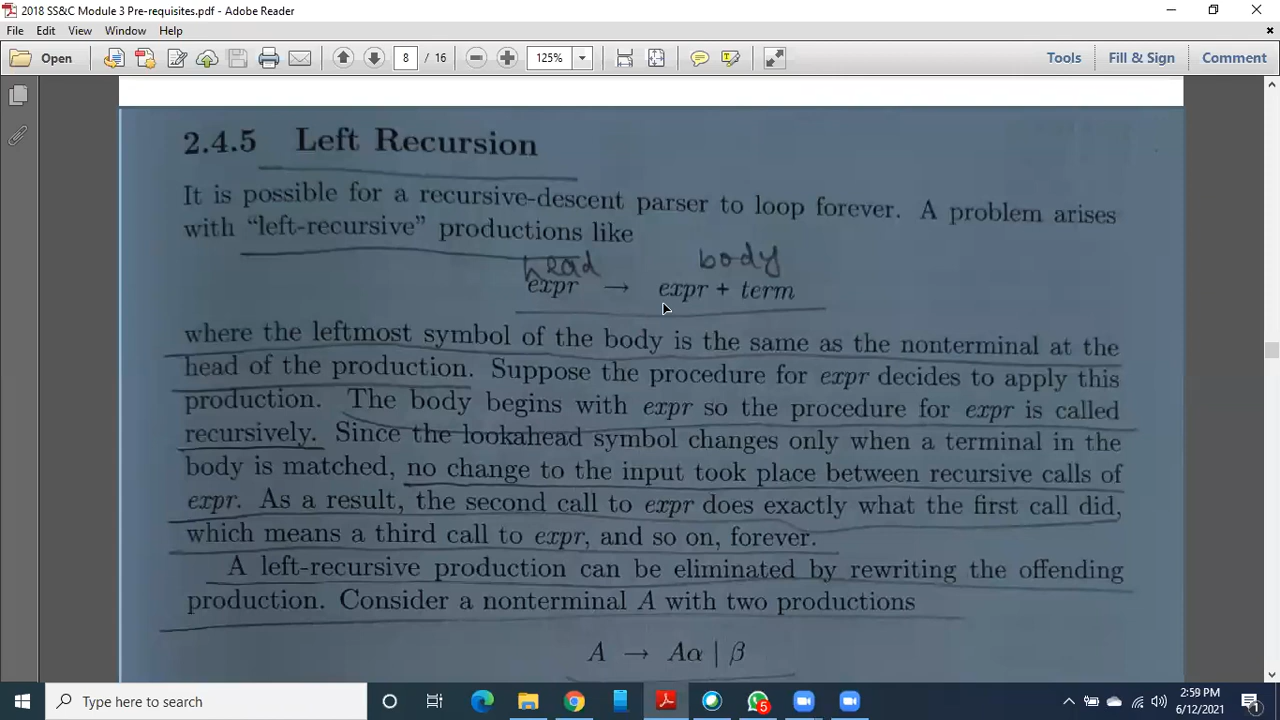 2018 SS&C Module 3 Pre-requisites.pdf - Adobe Reader
File Edit View Window Help
Open 8 / 16 125% Tools Fill & Sign Comment
2.4.5 Left Recursion
It is possible for a recursive-descent parser to loop forever. A problem arises
with “left-recursive” productions like
head body
expr → expr + term
where the leftmost symbol of the body is the same as the nonterminal at the
head of the production. Suppose the procedure for expr decides to apply this
production. The body begins with expr so the procedure for expr is called
recursively. Since the lookahead symbol changes only when a terminal in the
body is matched, no change to the input took place between recursive calls of
expr. As a result, the second call to expr does exactly what the first call did,
which means a third call to expr, and so on, forever.
A left-recursive production can be eliminated by rewriting the offending
production. Consider a nonterminal A with two productions
A → Aα | β
Type here to search
5
2:59 PM
6/12/2021
1